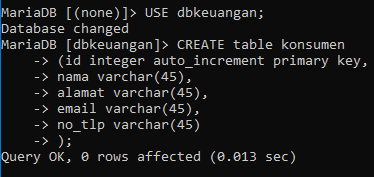 MariaDB [(none)]> USE dbkeuangan;
Database changed
MariaDB [dbkeuangan]> CREATE table konsumen
    -> (id integer auto_increment primary key,
    -> nama varchar(45),
    -> alamat varchar(45),
    -> email varchar(45),
    -> no_tlp varchar(45)
    -> );
Query OK, 0 rows affected (0.013 sec)